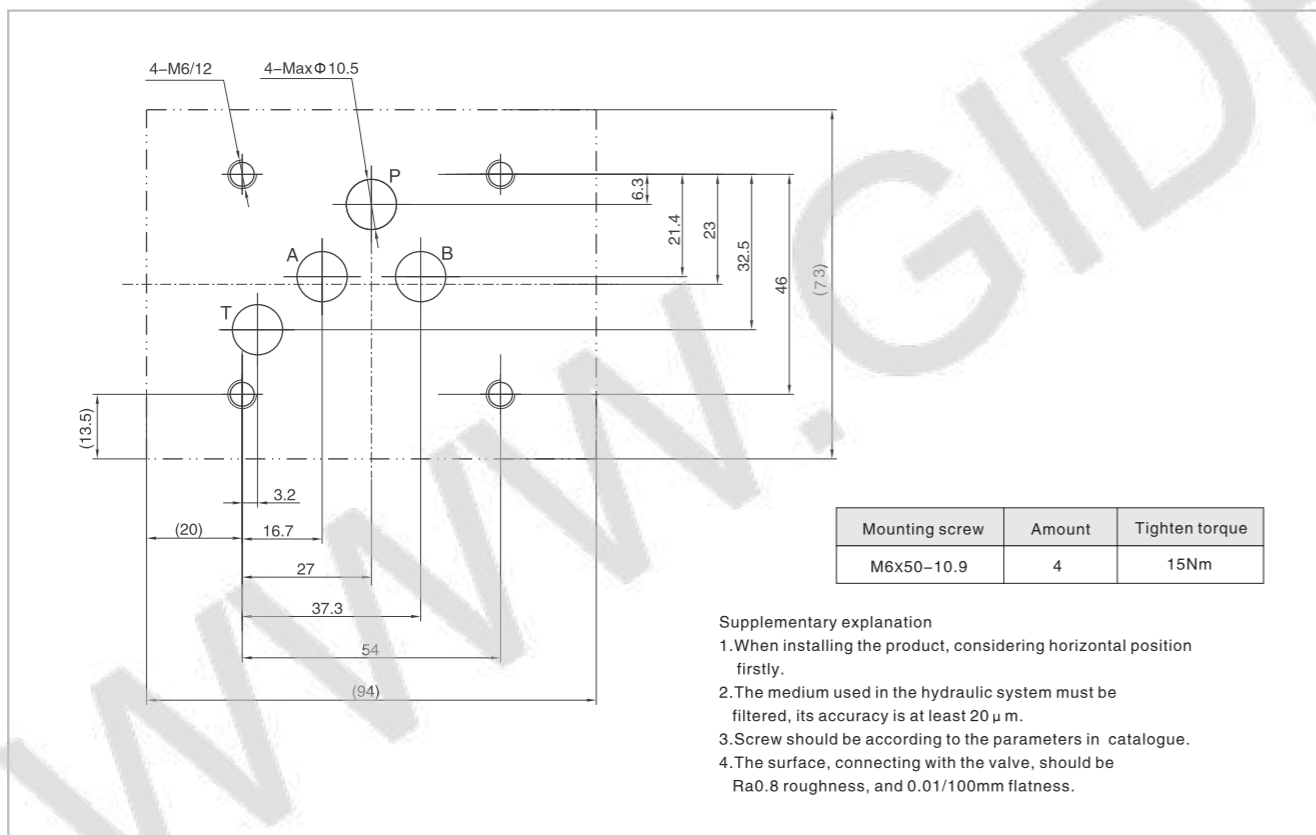 4-M6/12
4-MaxΦ10.5
P
A
B
T
6.3
21.4
23
32.5
46
(73)
(13.5)
3.2
(20)
16.7
27
37.3
54
(94)
Mounting screw Amount Tighten torque
M6x50-10.9 4 15Nm
Supplementary explanation
1.When installing the product, considering horizontal position
firstly.
2.The medium used in the hydraulic system must be
filtered, its accuracy is at least 20μm.
3.Screw should be according to the parameters in catalogue.
4.The surface, connecting with the valve, should be
Ra0.8 roughness, and 0.01/100mm flatness.